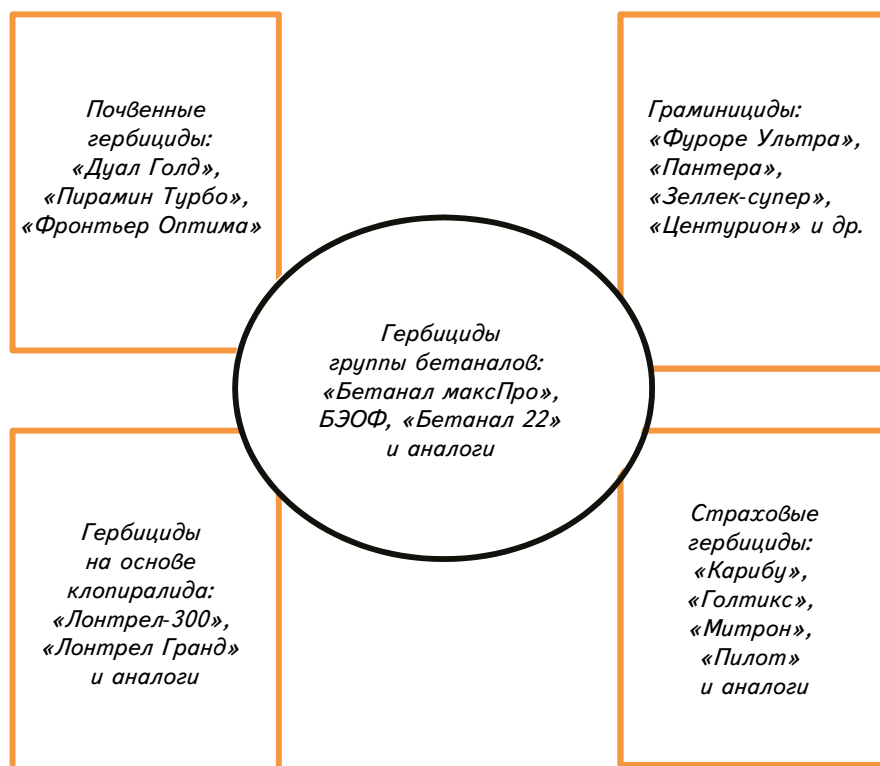 Почвенные
гербициды:
«Дуал Голд»,
«Пирамин Турбо»,
«Фронтьер Оптима»
Граминициды:
«Фуроре Ультра»,
«Пантера»,
«Зеллек-супер»,
«Центурион» и др.
Гербициды
группы бетаналов:
«Бетанал максПро»,
БЭОФ, «Бетанал 22»
и аналоги
Гербициды
на основе
клопиралида:
«Лонтрел-300»,
«Лонтрел Гранд»
и аналоги
Страховые
гербициды:
«Карибу»,
«Голтикс»,
«Митрон»,
«Пилот»
и аналоги